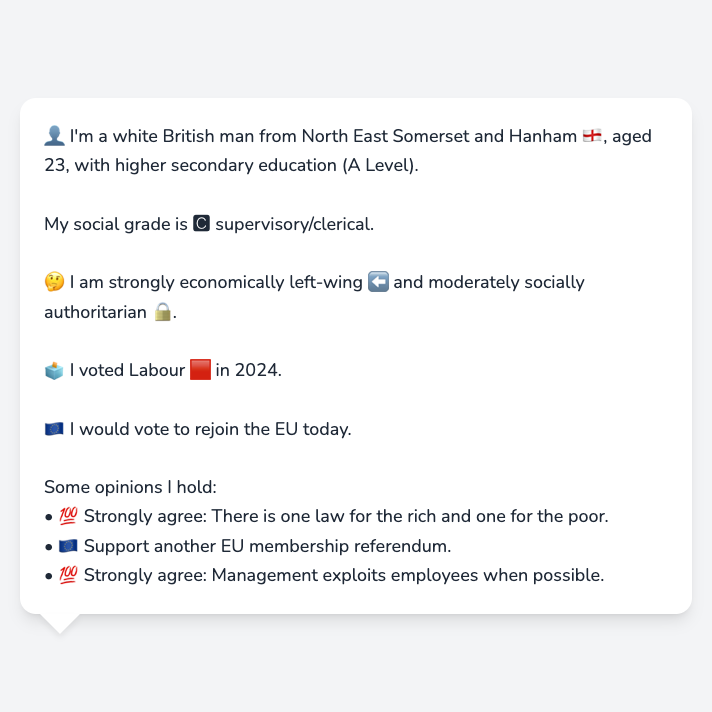 👤 I'm a white British man from North East Somerset and Hanham 🏴󠁧󠁢󠁥󠁮󠁧󠁿, aged
23, with higher secondary education (A Level).
My social grade is 🅲 supervisory/clerical.
🤔 I am strongly economically left-wing ⬅️ and moderately socially
authoritarian 🔒.
🗳️ I voted Labour 🟥 in 2024.
🇪🇺 I would vote to rejoin the EU today.
Some opinions I hold:
• 💯 Strongly agree: There is one law for the rich and one for the poor.
• 🇪🇺 Support another EU membership referendum.
• 💯 Strongly agree: Management exploits employees when possible.